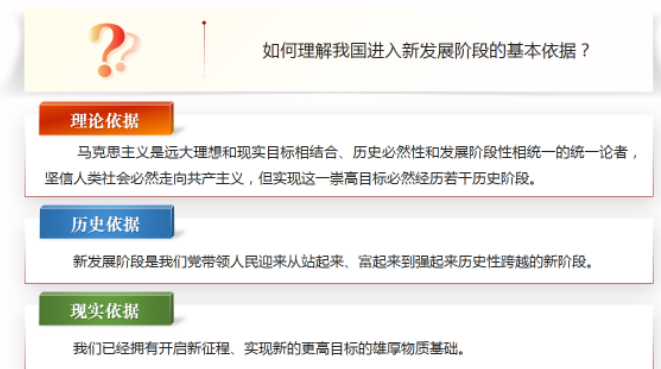 如何理解我国进入新发展阶段的基本依据？
理论依据
马克思主义是远大理想和现实目标相结合、历史必然性和发展阶段性相统一的统一论者，
坚信人类社会必然走向共产主义，但实现这一崇高目标必然经历若干历史阶段。
历史依据
新发展阶段是我们党带领人民迎来从站起来、富起来到强起来历史性跨越的新阶段。
现实依据
我们已经拥有开启新征程、实现新的更高目标的雄厚物质基础。